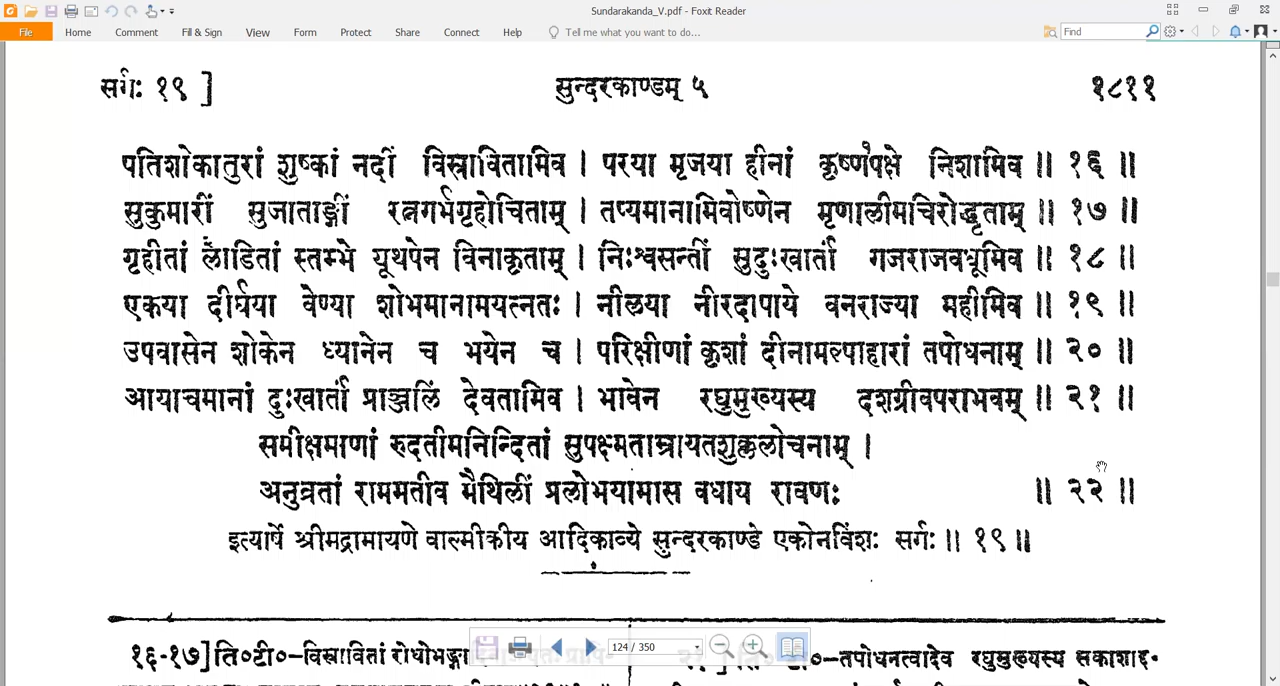 Sundarakanda_V.pdf - Foxit Reader
File Home Comment Fill & Sign View Form Protect Share Connect Help Tell me what you want to do... Find
सर्गः १९ ] सुन्दरकाण्डम् ५ १८११
पतिशोकातुरां शुष्कां नदीं विस्रावितामिव । परया मृजया हीनां कृष्णपक्षे निशामिव ॥ १६ ॥
सुकुमारीं सुजाताङ्गीं रत्नगर्भगृहोचिताम् । तप्यमानामिवोष्णेन मृणालीमचिरोद्धृताम् ॥ १७ ॥
गृहीतां लाडितां स्तम्भे यूथपेन विनाकृताम् । निःश्वसन्तीं सुदुःखार्तां गजराजवधूमिव ॥ १८ ॥
एकया दीर्घया वेण्या शोभमानामयत्नतः । नीलया नीरदापाये वनराज्या महीमिव ॥ १९ ॥
उपवासेन शोकेन ध्यानेन च भयेन च । परिक्षीणां कृशां दीनामल्पाहारां तपोधनाम् ॥ २० ॥
आयाचमानां दुःखार्तां प्राञ्जलिं देवतामिव । भावेन रघुमुख्यस्य दशग्रीवपराभवम् ॥ २१ ॥
समीक्षमाणां रुदतीमनिन्दितां सुपक्ष्मताम्रायतशुक्ललोचनाम् ।
अनुव्रतां राममतीव मैथिलीं प्रलोभयामास वधाय रावणः ॥ २२ ॥
इत्यार्षे श्रीमद्रामायणे वाल्मीकीय आदिकाव्ये सुन्दरकाण्डे एकोनविंशः सर्गः ॥ १९ ॥
१६-१७] ति०टी०-विस्रावितां रोधोभङ्गा
०-तपोधनत्वादेव रघुमुख्यस्य सकाशाद्द-
124 / 350